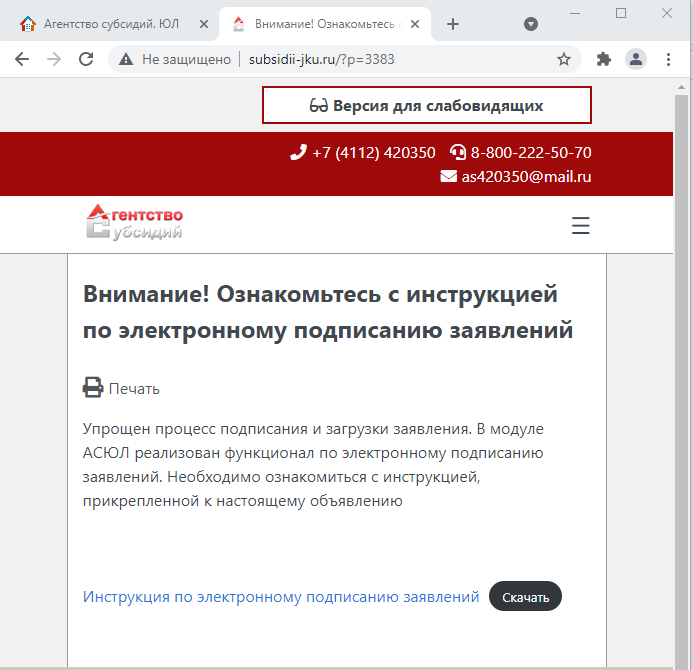 Агентство субсидий. ЮЛ
Внимание! Ознакомьтесь с
Не защищено
subsidii-jku.ru/?p=3383
Версия для слабовидящих
+7 (4112) 420350 8-800-222-50-70
as420350@mail.ru
Агентство
Субсидий
Внимание! Ознакомьтесь с инструкцией
по электронному подписанию заявлений
Печать
Упрощен процесс подписания и загрузки заявления. В модуле
АСЮЛ реализован функционал по электронному подписанию
заявлений. Необходимо ознакомиться с инструкцией,
прикрепленной к настоящему объявлению
Инструкция по электронному подписанию заявлений Скачать